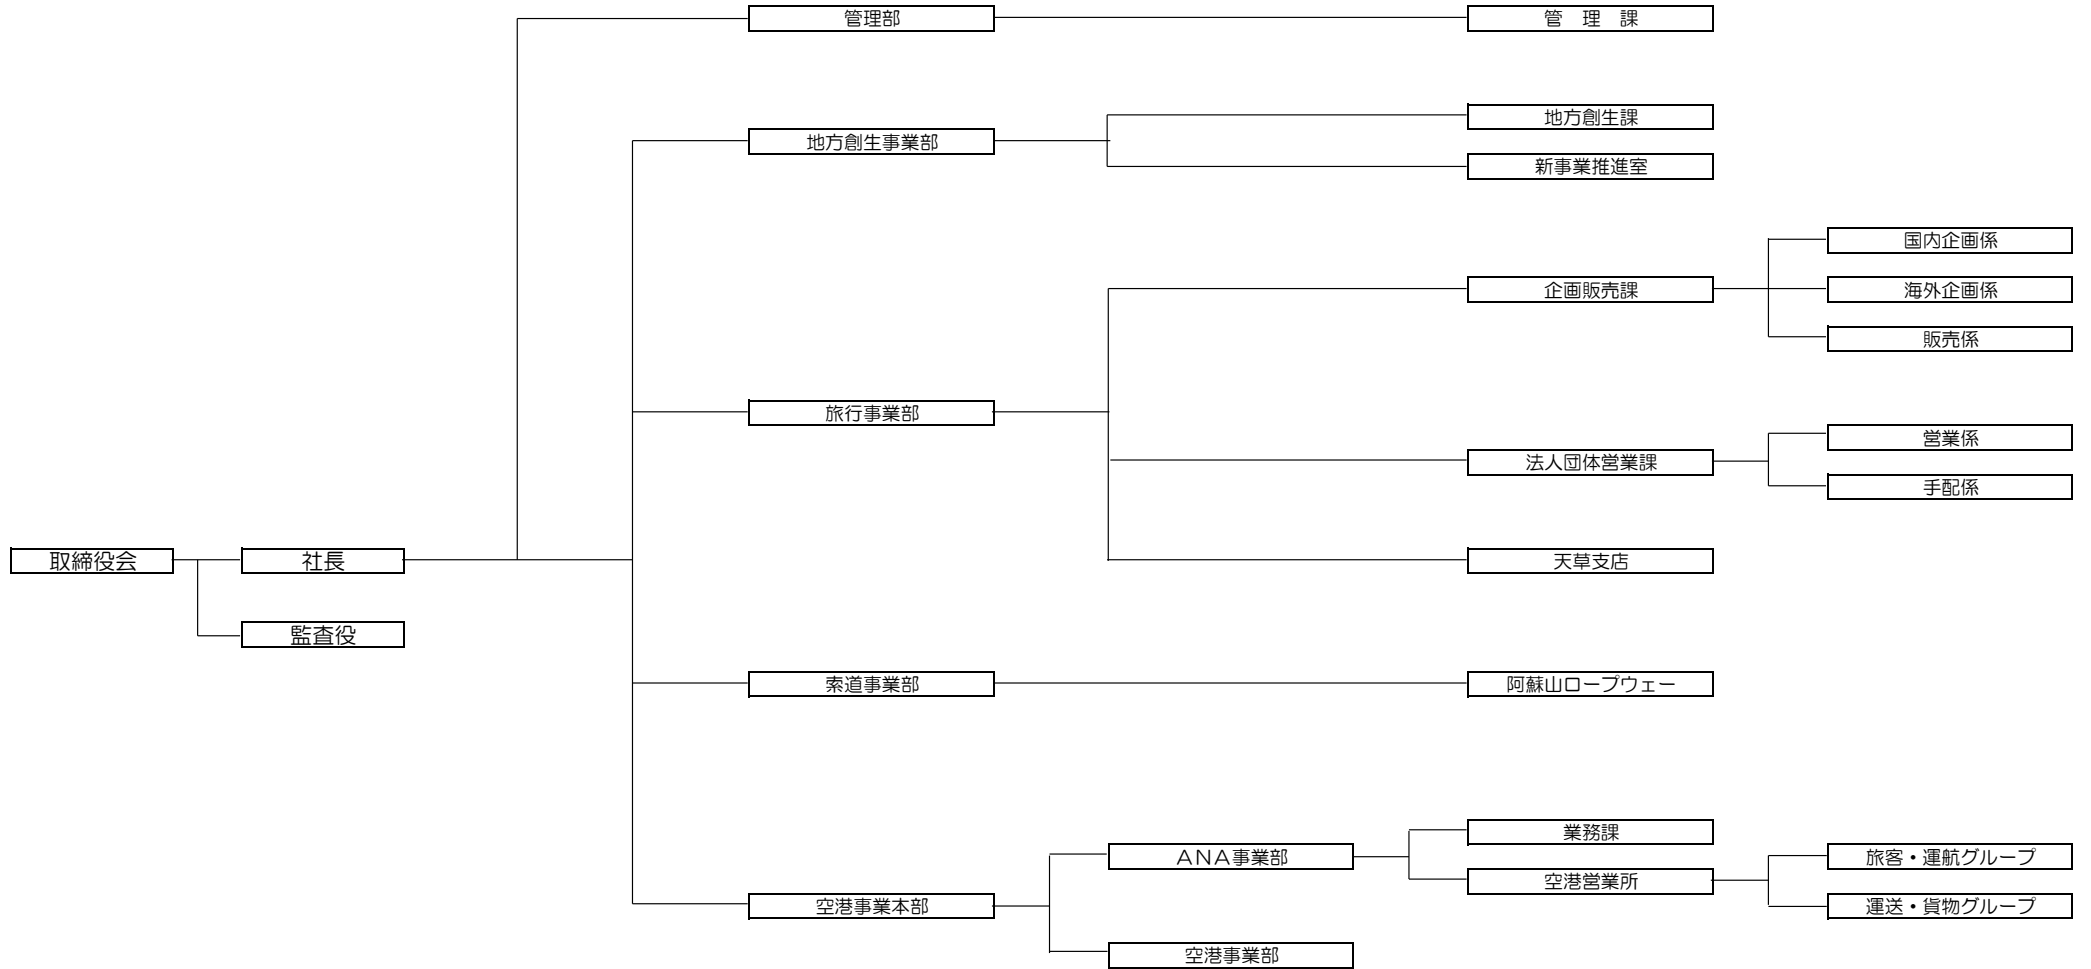 管理部
管　理　課
地方創生事業部
地方創生課
新事業推進室
国内企画係
企画販売課
海外企画係
販売係
旅行事業部
営業係
法人団体営業課
手配係
取締役会
社長
天草支店
監査役
索道事業部
阿蘇山ロープウェー
業務課
ＡＮＡ事業部
旅客・運航グループ
空港営業所
空港事業本部
運送・貨物グループ
空港事業部